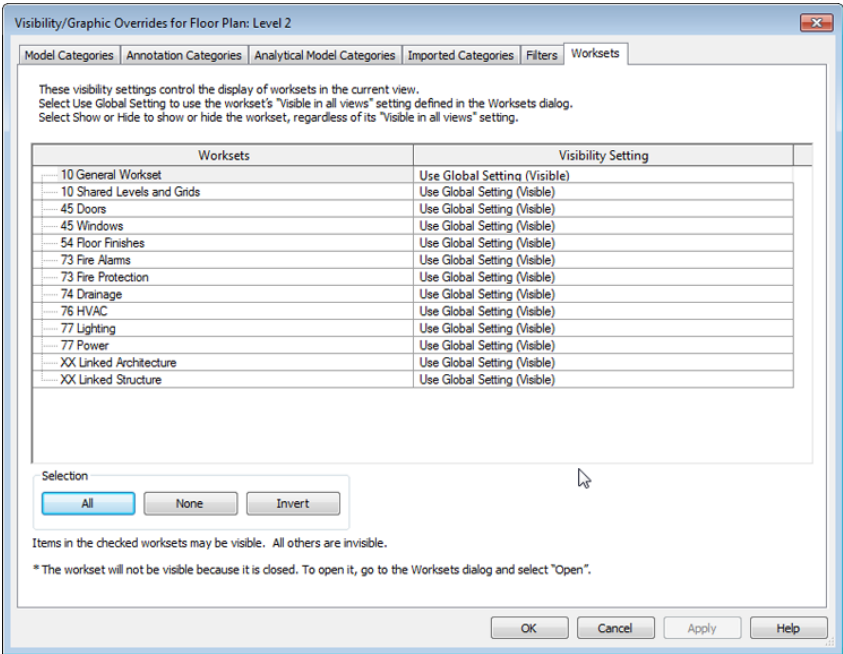 Visibility/Graphic Overrides for Floor Plan: Level 2
Model Categories Annotation Categories Analytical Model Categories Imported Categories Filters Worksets
These visibility settings control the display of worksets in the current view.
Select Use Global Setting to use the workset's "Visible in all views" setting defined in the Worksets dialog.
Select Show or Hide to show or hide the workset, regardless of its "Visible in all views" setting.
Worksets Visibility Setting
10 General Workset Use Global Setting (Visible)
10 Shared Levels and Grids Use Global Setting (Visible)
45 Doors Use Global Setting (Visible)
45 Windows Use Global Setting (Visible)
54 Floor Finishes Use Global Setting (Visible)
73 Fire Alarms Use Global Setting (Visible)
73 Fire Protection Use Global Setting (Visible)
74 Drainage Use Global Setting (Visible)
76 HVAC Use Global Setting (Visible)
77 Lighting Use Global Setting (Visible)
77 Power Use Global Setting (Visible)
XX Linked Architecture Use Global Setting (Visible)
XX Linked Structure Use Global Setting (Visible)
Selection
All None Invert
Items in the checked worksets may be visible. All others are invisible.
* The workset will not be visible because it is closed. To open it, go to the Worksets dialog and select "Open".
OK Cancel Apply Help